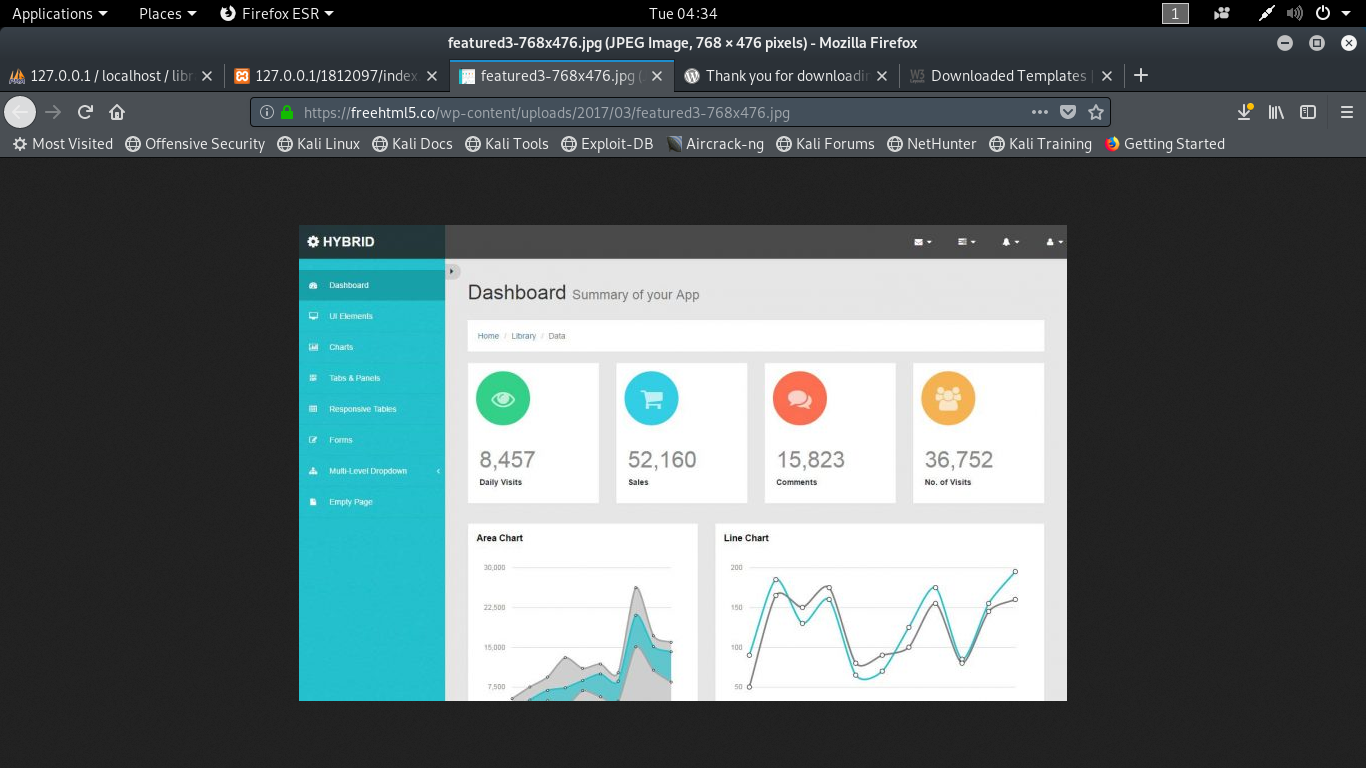 Applications Places Firefox ESR Tue 04:34 1
featured3-768x476.jpg (JPEG Image, 768 × 476 pixels) - Mozilla Firefox
127.0.0.1 / localhost / libr 127.0.0.1/1812097/index featured3-768x476.jpg ( Thank you for downloadin W3 Downloaded Templates |
https://freehtml5.co/wp-content/uploads/2017/03/featured3-768x476.jpg
Most Visited Offensive Security Kali Linux Kali Docs Kali Tools Exploit-DB Aircrack-ng Kali Forums NetHunter Kali Training Getting Started
HYBRID
Dashboard
UI Elements
Charts
Tabs & Panels
Responsive Tables
Forms
Multi-Level Dropdown
Empty Page
Dashboard Summary of your App
Home / Library / Data
8,457
Daily Visits
52,160
Sales
15,823
Comments
36,752
No. of Visits
Area Chart
30,000
22,500
15,000
7,500
Line Chart
200
150
100
50